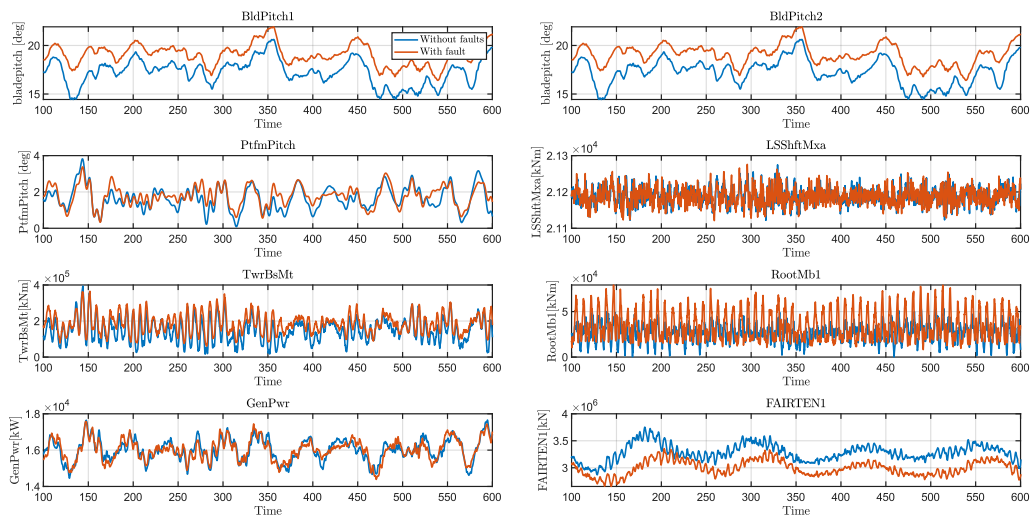 BldPitch1
bladepitch [deg]
20
15
Without faults
With fault
100 150 200 250 300 350 400 450 500 550 600
Time
BldPitch2
bladepitch [deg]
20
15
100 150 200 250 300 350 400 450 500 550 600
Time
PtfmPitch
PtfmPitch [deg]
4
2
0
100 150 200 250 300 350 400 450 500 550 600
Time
LSShftMxa
×10^4
LSShftMxa[kNm]
2.13
2.12
2.11
100 150 200 250 300 350 400 450 500 550 600
Time
TwrBsMt
×10^5
TwrBsMt[kNm]
4
2
0
100 150 200 250 300 350 400 450 500 550 600
Time
RootMb1
×10^4
RootMb1[kNm]
5
0
100 150 200 250 300 350 400 450 500 550 600
Time
GenPwr
×10^4
GenPwr[kW]
1.8
1.6
1.4
100 150 200 250 300 350 400 450 500 550 600
Time
FAIRTEN1
×10^6
FAIRTEN1[kN]
4
3.5
3
100 150 200 250 300 350 400 450 500 550 600
Time